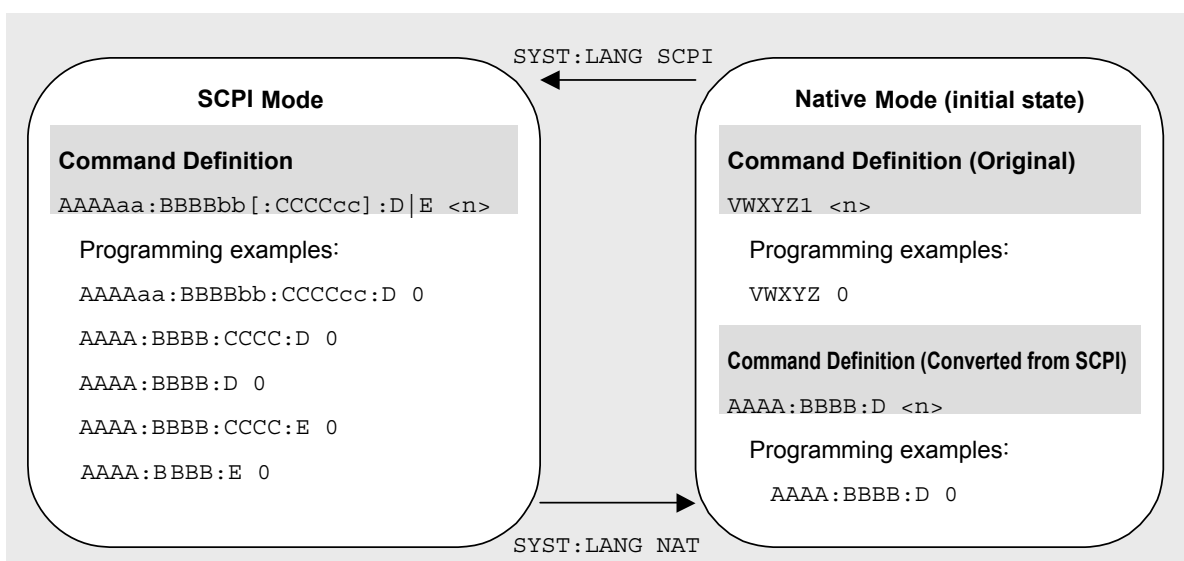 SYST:LANG SCPI
SCPI Mode
Command Definition
AAAAaa:BBBBbb[:CCCCcc]:D|E <n>
Programming examples:
AAAAaa:BBBBbb:CCCCcc:D 0
AAAA:BBBB:CCCC:D 0
AAAA:BBBB:D 0
AAAA:BBBB:CCCC:E 0
AAAA:BBBB:E 0
Native Mode (initial state)
Command Definition (Original)
VWXYZ1 <n>
Programming examples:
VWXYZ 0
Command Definition (Converted from SCPI)
AAAA:BBBB:D <n>
Programming examples:
AAAA:BBBB:D 0
SYST:LANG NAT